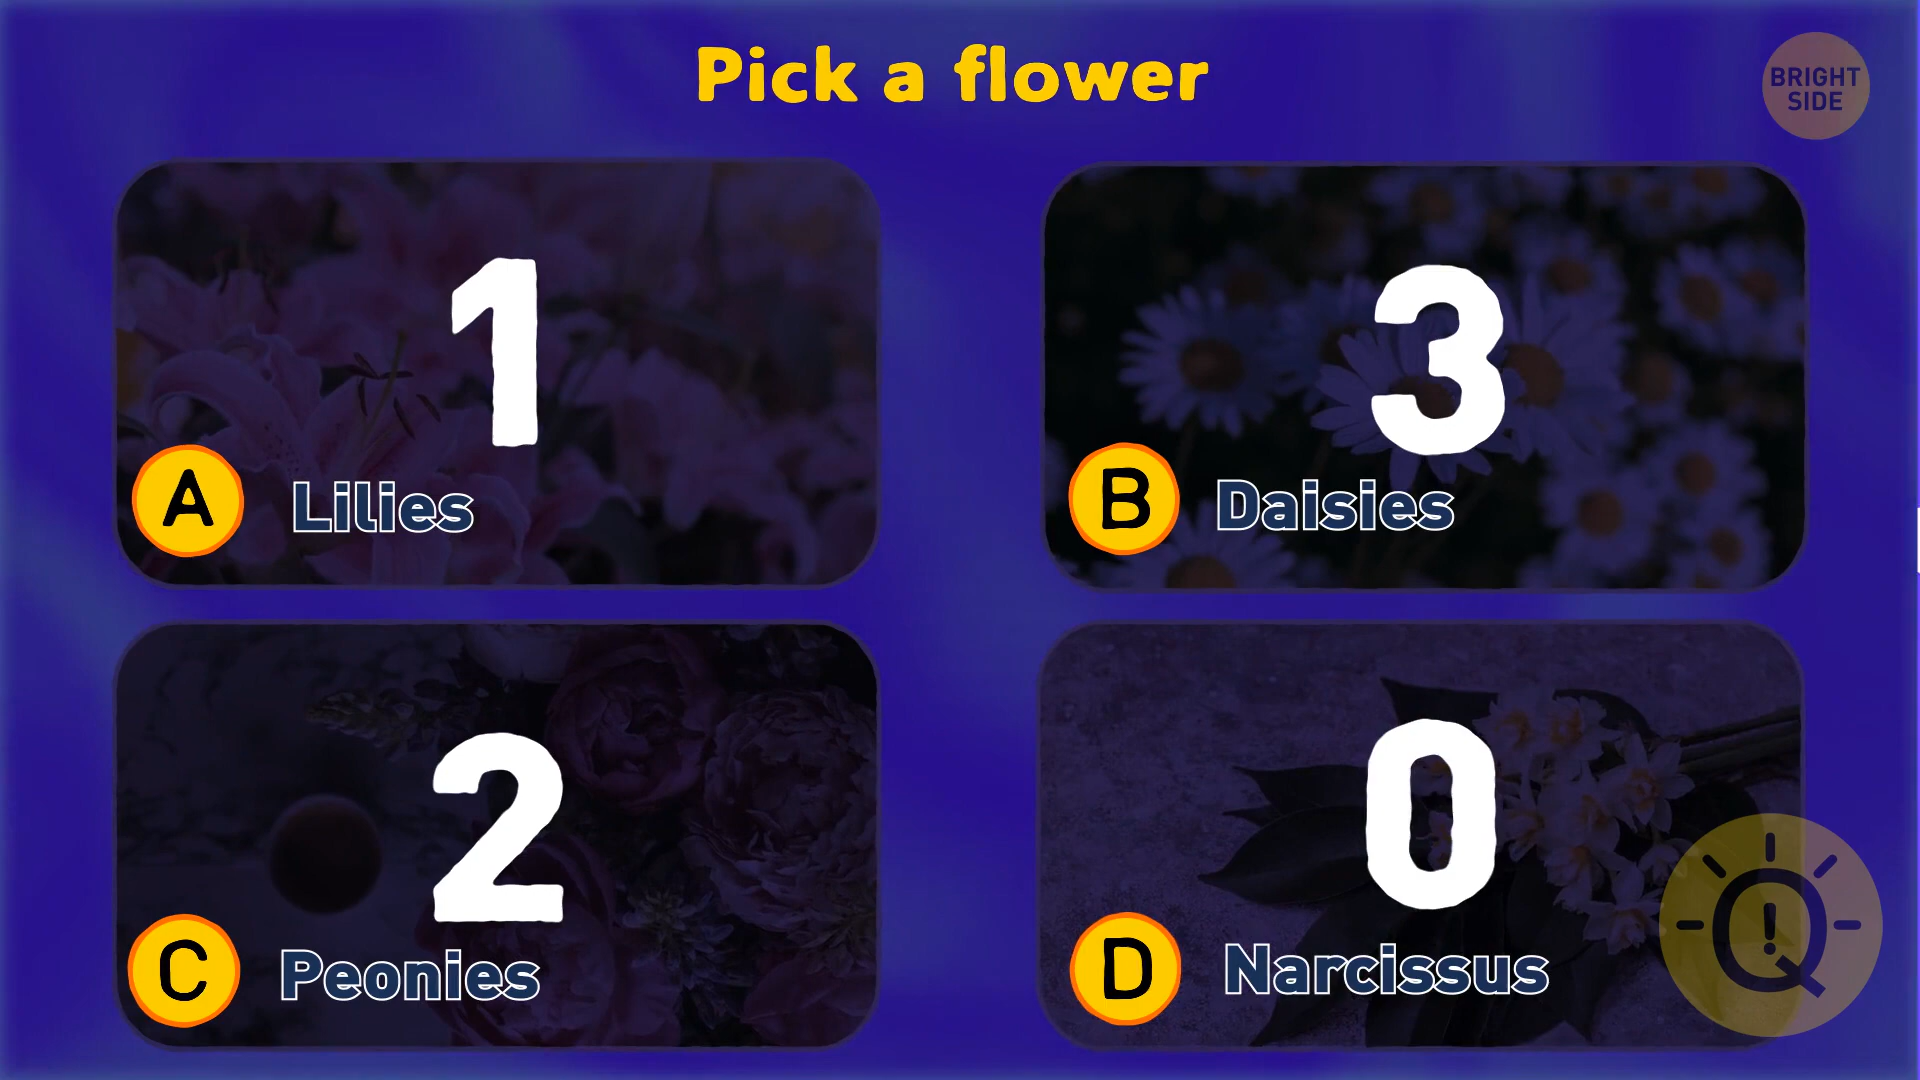 Pick a flower
BRIGHT
SIDE
1
A Lilies
3
B Daisies
2
C Peonies
0
D Narcissus
Q!